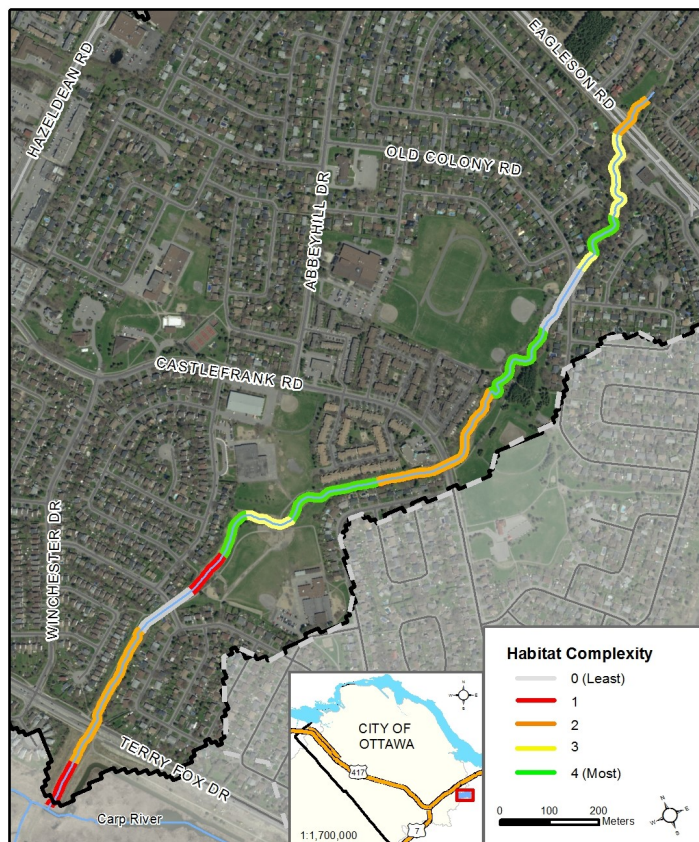 HAZELDEAN RD
EAGLESON RD
OLD COLONY RD
ABBEYHILL DR
CASTLEFRANK RD
WINCHESTER DR
TERRY FOX DR
Carp River
CITY OF
OTTAWA
417
7
1:1,700,000
N
W E
S
Habitat Complexity
0 (Least)
1
2
3
4 (Most)
0 100 200
Meters
N
W E
S